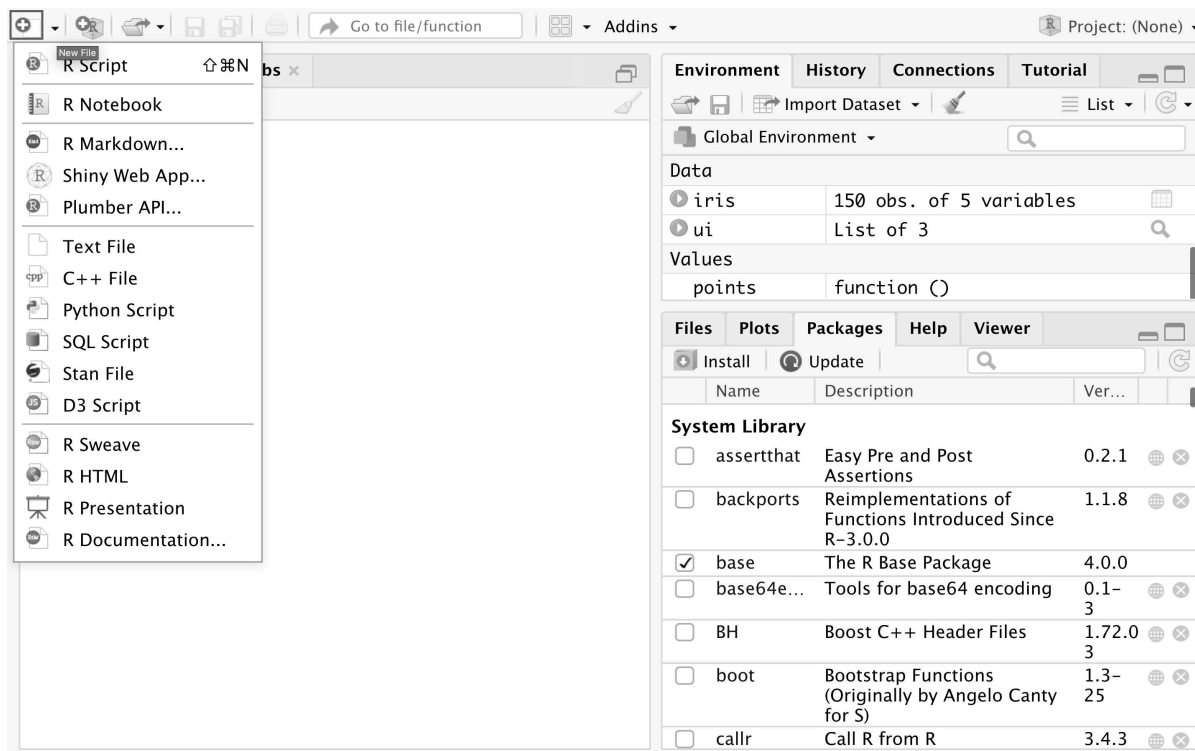 Go to file/function
Addins
Project: (None)
New File
R Script ⇧⌘N
R Notebook
R Markdown...
Shiny Web App...
Plumber API...
Text File
C++ File
Python Script
SQL Script
Stan File
D3 Script
R Sweave
R HTML
R Presentation
R Documentation...
bs
Environment History Connections Tutorial
Import Dataset List
Global Environment
Data
iris 150 obs. of 5 variables
ui List of 3
Values
points function ()
Files Plots Packages Help Viewer
Install Update
Name Description Ver...
System Library
assertthat Easy Pre and Post 0.2.1
Assertions
backports Reimplementations of 1.1.8
Functions Introduced Since
R-3.0.0
base The R Base Package 4.0.0
base64e... Tools for base64 encoding 0.1-
3
BH Boost C++ Header Files 1.72.0
3
boot Bootstrap Functions 1.3-
(Originally by Angelo Canty 25
for S)
callr Call R from R 3.4.3